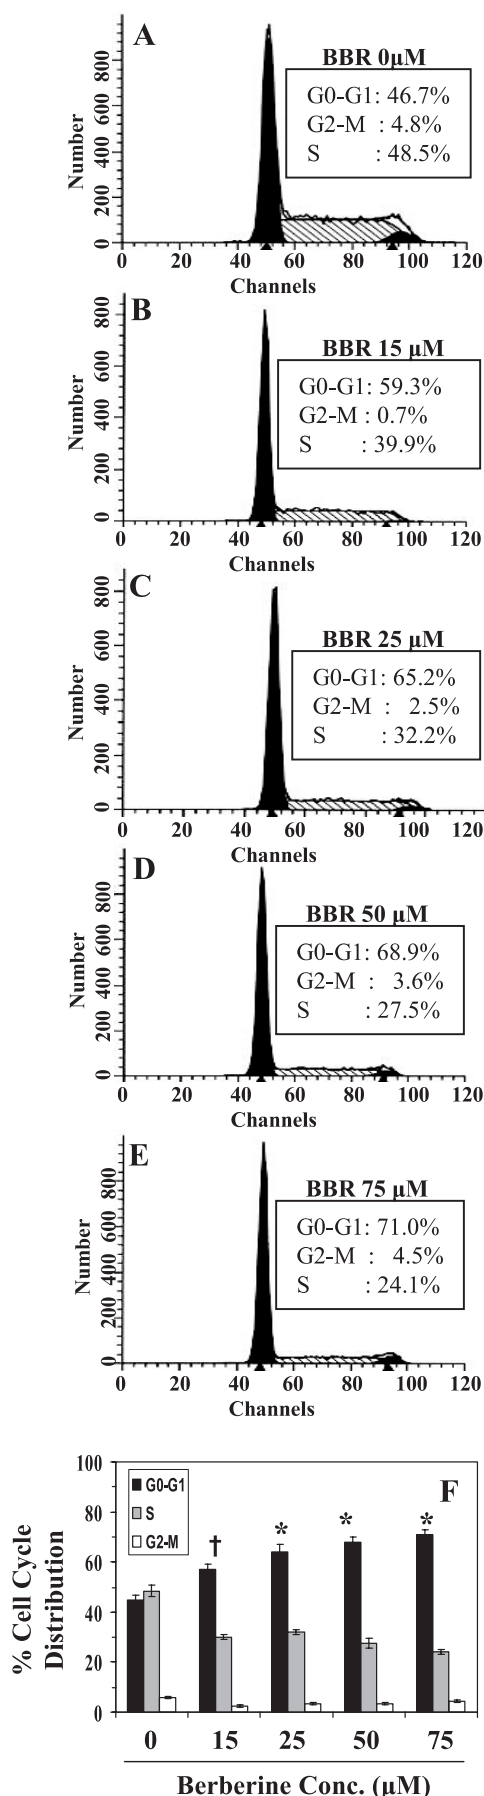 A
BBR 0μM
G0-G1: 46.7%
G2-M : 4.8%
S : 48.5%
Number
800
600
400
200
0
0 20 40 60 80 100 120
Channels
B
BBR 15 μM
G0-G1: 59.3%
G2-M : 0.7%
S : 39.9%
Number
800
600
400
200
0
0 20 40 60 80 100 120
Channels
C
BBR 25 μM
G0-G1: 65.2%
G2-M : 2.5%
S : 32.2%
Number
800
600
400
200
0
0 20 40 60 80 100 120
Channels
D
BBR 50 μM
G0-G1: 68.9%
G2-M : 3.6%
S : 27.5%
Number
800
600
400
200
0
0 20 40 60 80 100 120
Channels
E
BBR 75 μM
G0-G1: 71.0%
G2-M : 4.5%
S : 24.1%
Number
800
600
400
200
0
0 20 40 60 80 100 120
Channels
F
G0-G1
S
G2-M
% Cell Cycle
Distribution
100
80
60
40
20
0
† * * *
0 15 25 50 75
Berberine Conc. (μM)